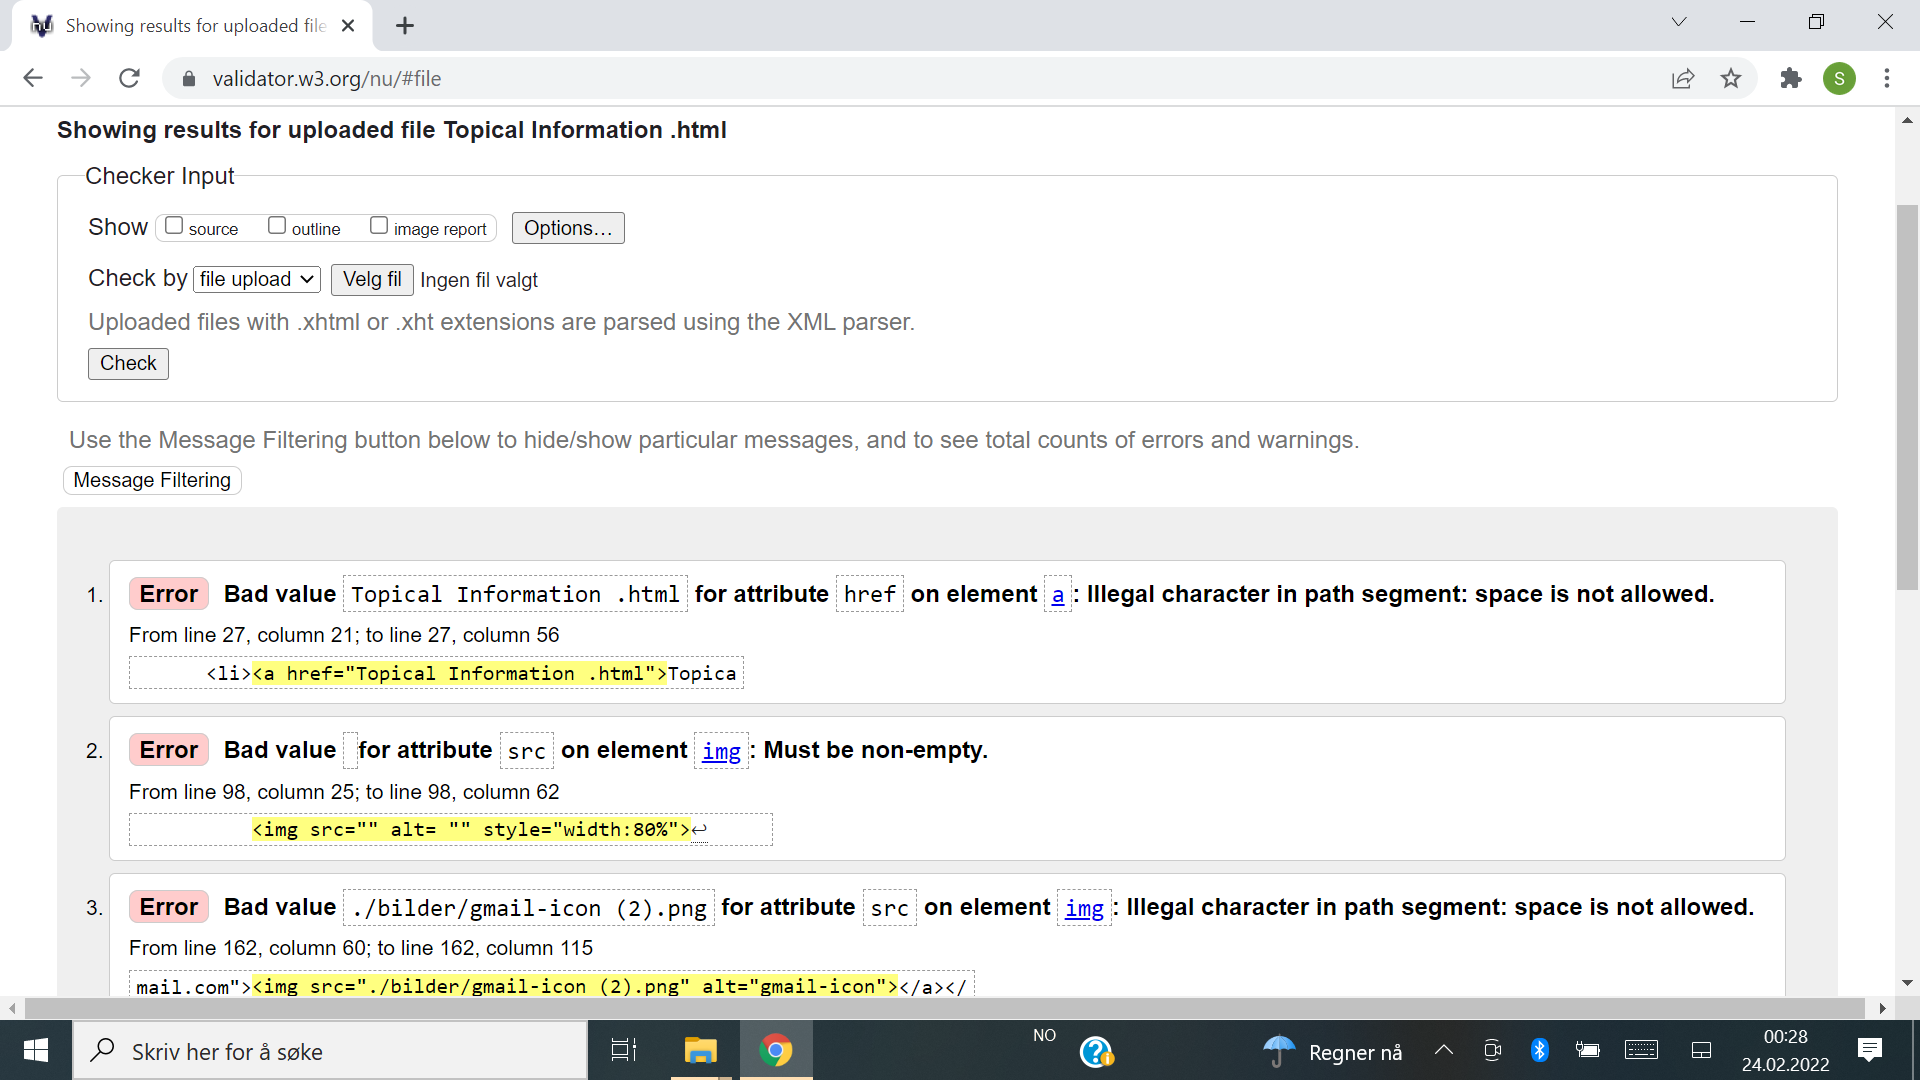 Showing results for uploaded file
validator.w3.org/nu/#file
S
Showing results for uploaded file Topical Information .html
Checker Input
Show source outline image report Options...
Check by file upload Velg fil Ingen fil valgt
Uploaded files with .xhtml or .xht extensions are parsed using the XML parser.
Check
Use the Message Filtering button below to hide/show particular messages, and to see total counts of errors and warnings.
Message Filtering
1. Error Bad value Topical Information .html for attribute href on element a: Illegal character in path segment: space is not allowed.
From line 27, column 21; to line 27, column 56
<li><a href="Topical Information .html">Topica
2. Error Bad value for attribute src on element img: Must be non-empty.
From line 98, column 25; to line 98, column 62
<img src="" alt= "" style="width:80%">↩
3. Error Bad value ./bilder/gmail-icon (2).png for attribute src on element img: Illegal character in path segment: space is not allowed.
From line 162, column 60; to line 162, column 115
mail.com"><img src="./bilder/gmail-icon (2).png" alt="gmail-icon"></a></
Skriv her for å søke
NO
Regner nå
00:28
24.02.2022